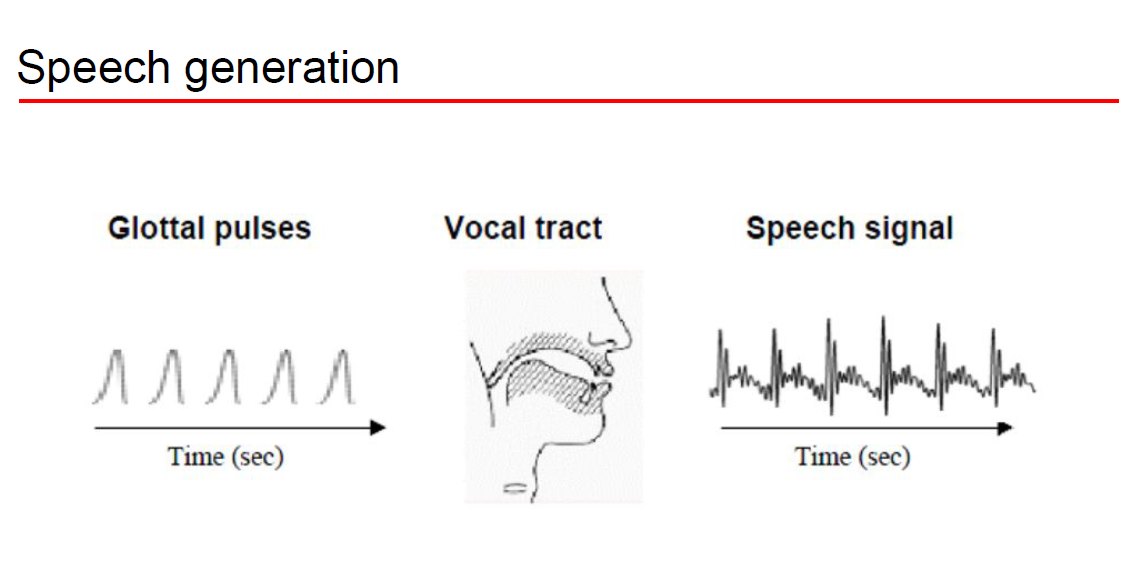 Speech generation
Glottal pulses
Vocal tract
Speech signal
Time (sec)
Time (sec)